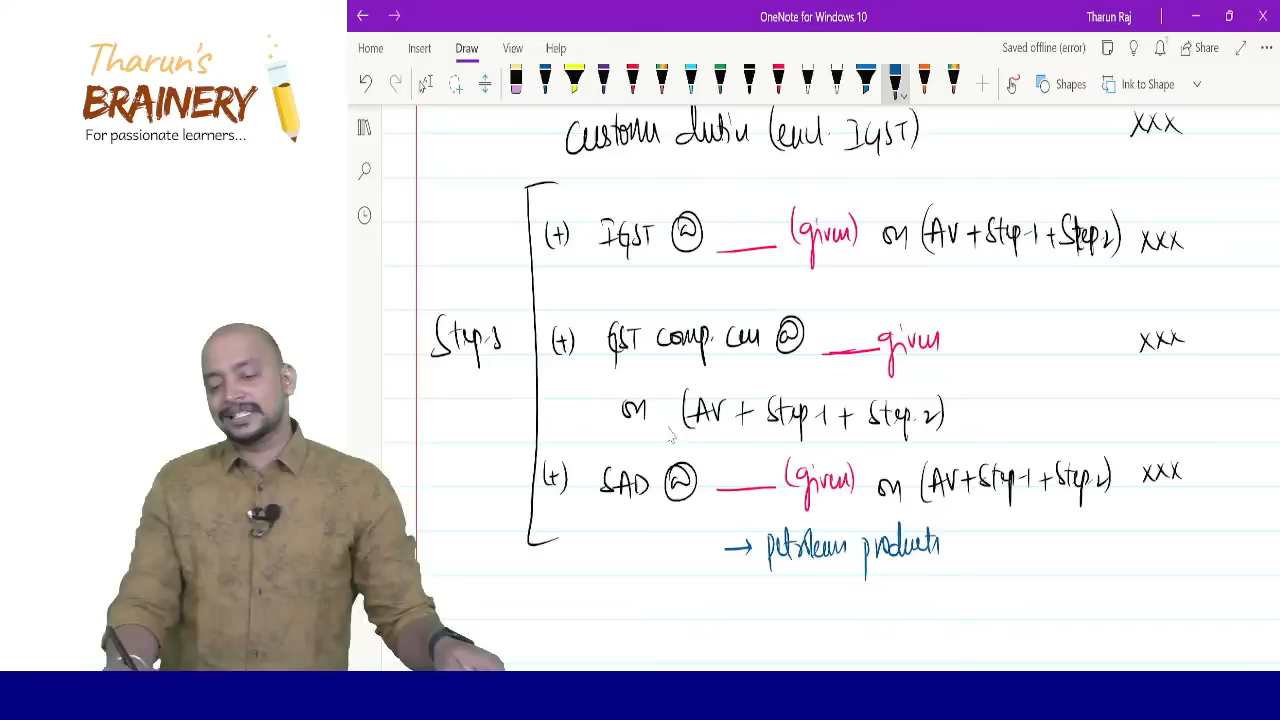 Tharun's
BRAINERY
For passionate learners...
OneNote for Windows 10
Tharun Raj
Home Insert Draw View Help
Saved offline (error)
Share
Shapes
Ink to Shape
Custom duties (excl. IGST) XXX
Step.3
(+) IGST @ ___ (given) on (AV + Step-1 + Step 2) XXX
(+) GST comp. Cess @ ___ given XXX
on (AV + Step-1 + Step.2)
(+) SAD @ ___ (given) on (AV + Step-1 + Step.2) XXX
→ petroleum products